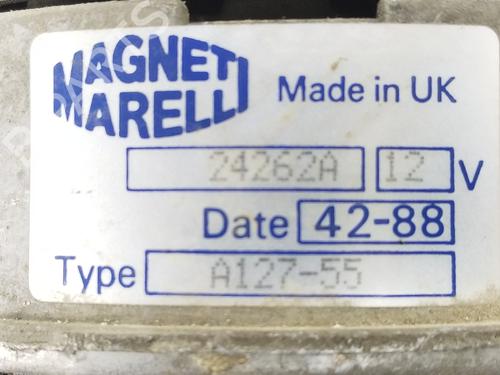 MAGNETI
MARELLI
Made in UK
24262A 12 V
Date 42-88
Type A127-55